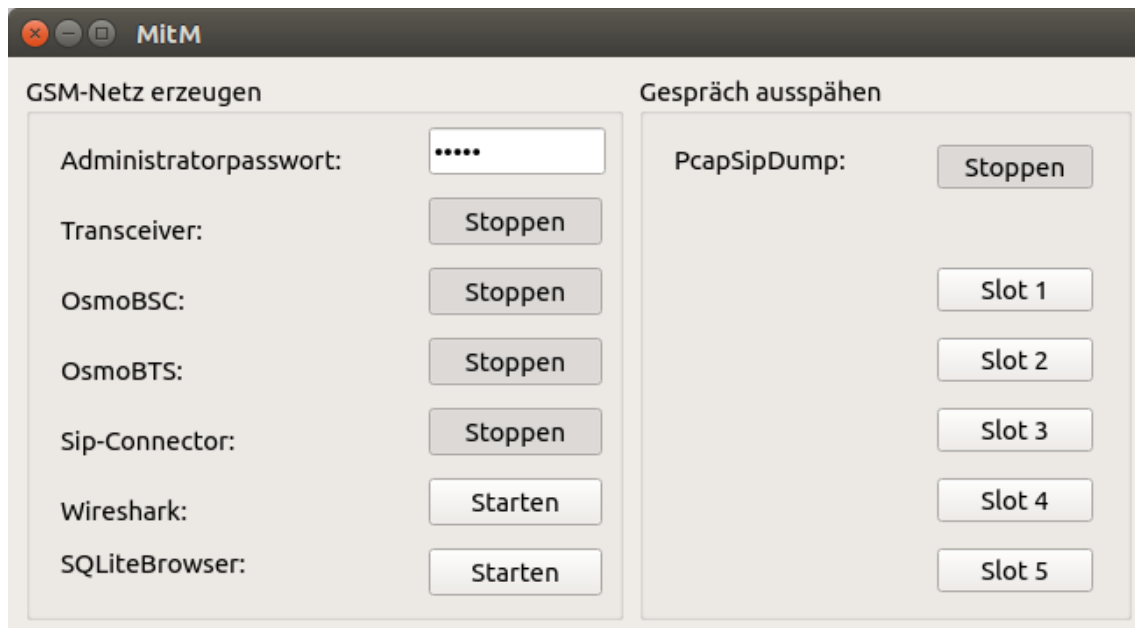 MitM
GSM-Netz erzeugen
Administratorpasswort: •••••
Transceiver: Stoppen
OsmoBSC: Stoppen
OsmoBTS: Stoppen
Sip-Connector: Stoppen
Wireshark: Starten
SQLiteBrowser: Starten
Gespräch ausspähen
PcapSipDump: Stoppen
Slot 1
Slot 2
Slot 3
Slot 4
Slot 5